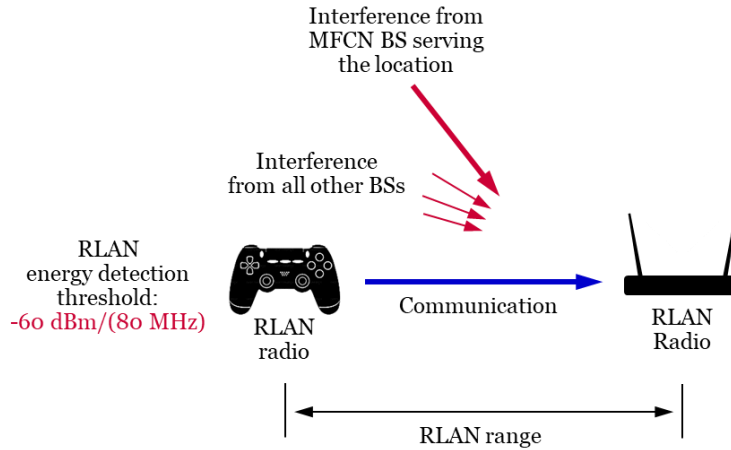 Interference from
MFCN BS serving
the location
Interference
from all other BSs
RLAN
energy detection
threshold:
-60 dBm/(80 MHz)
RLAN
radio
Communication
RLAN
Radio
RLAN range